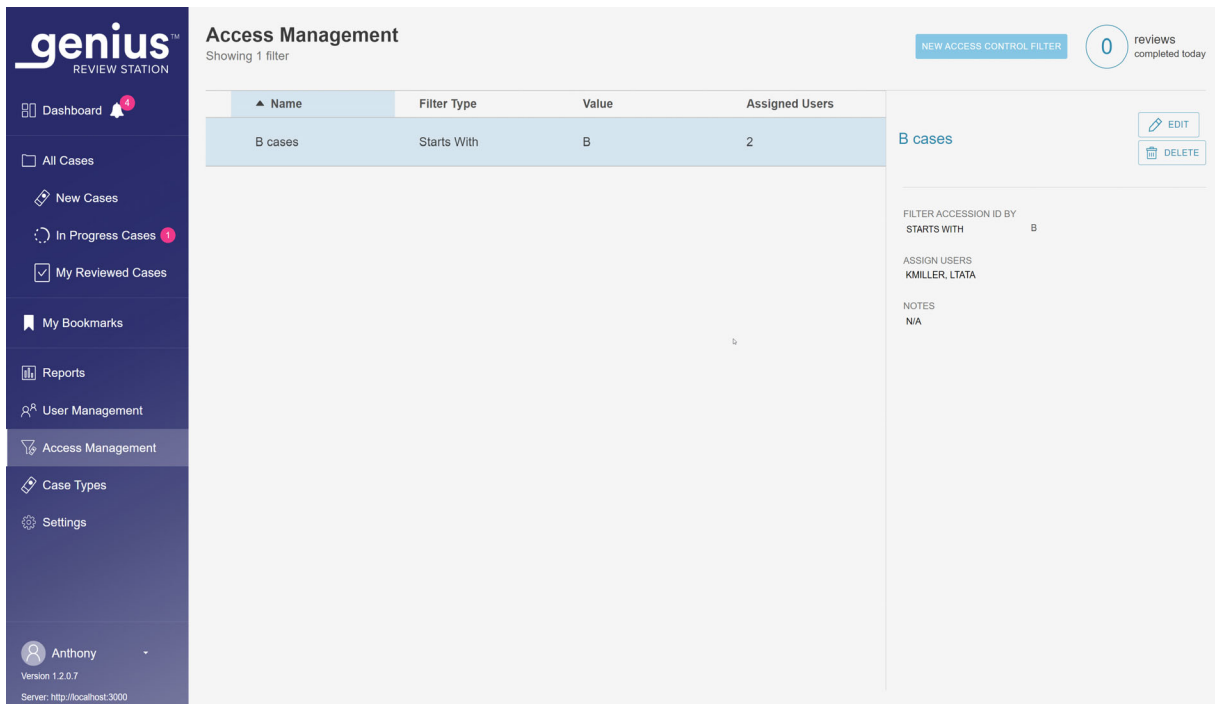 genius™
REVIEW STATION
Dashboard 4
All Cases
New Cases
In Progress Cases 1
My Reviewed Cases
My Bookmarks
Reports
User Management
Access Management
Case Types
Settings
Anthony
Version 1.2.0.7
Server: http://localhost:3000
Access Management
Showing 1 filter
NEW ACCESS CONTROL FILTER
0 reviews
completed today
Name Filter Type Value Assigned Users
B cases Starts With B 2
B cases
EDIT
DELETE
FILTER ACCESSION ID BY
STARTS WITH B
ASSIGN USERS
KMILLER, LTATA
NOTES
N/A